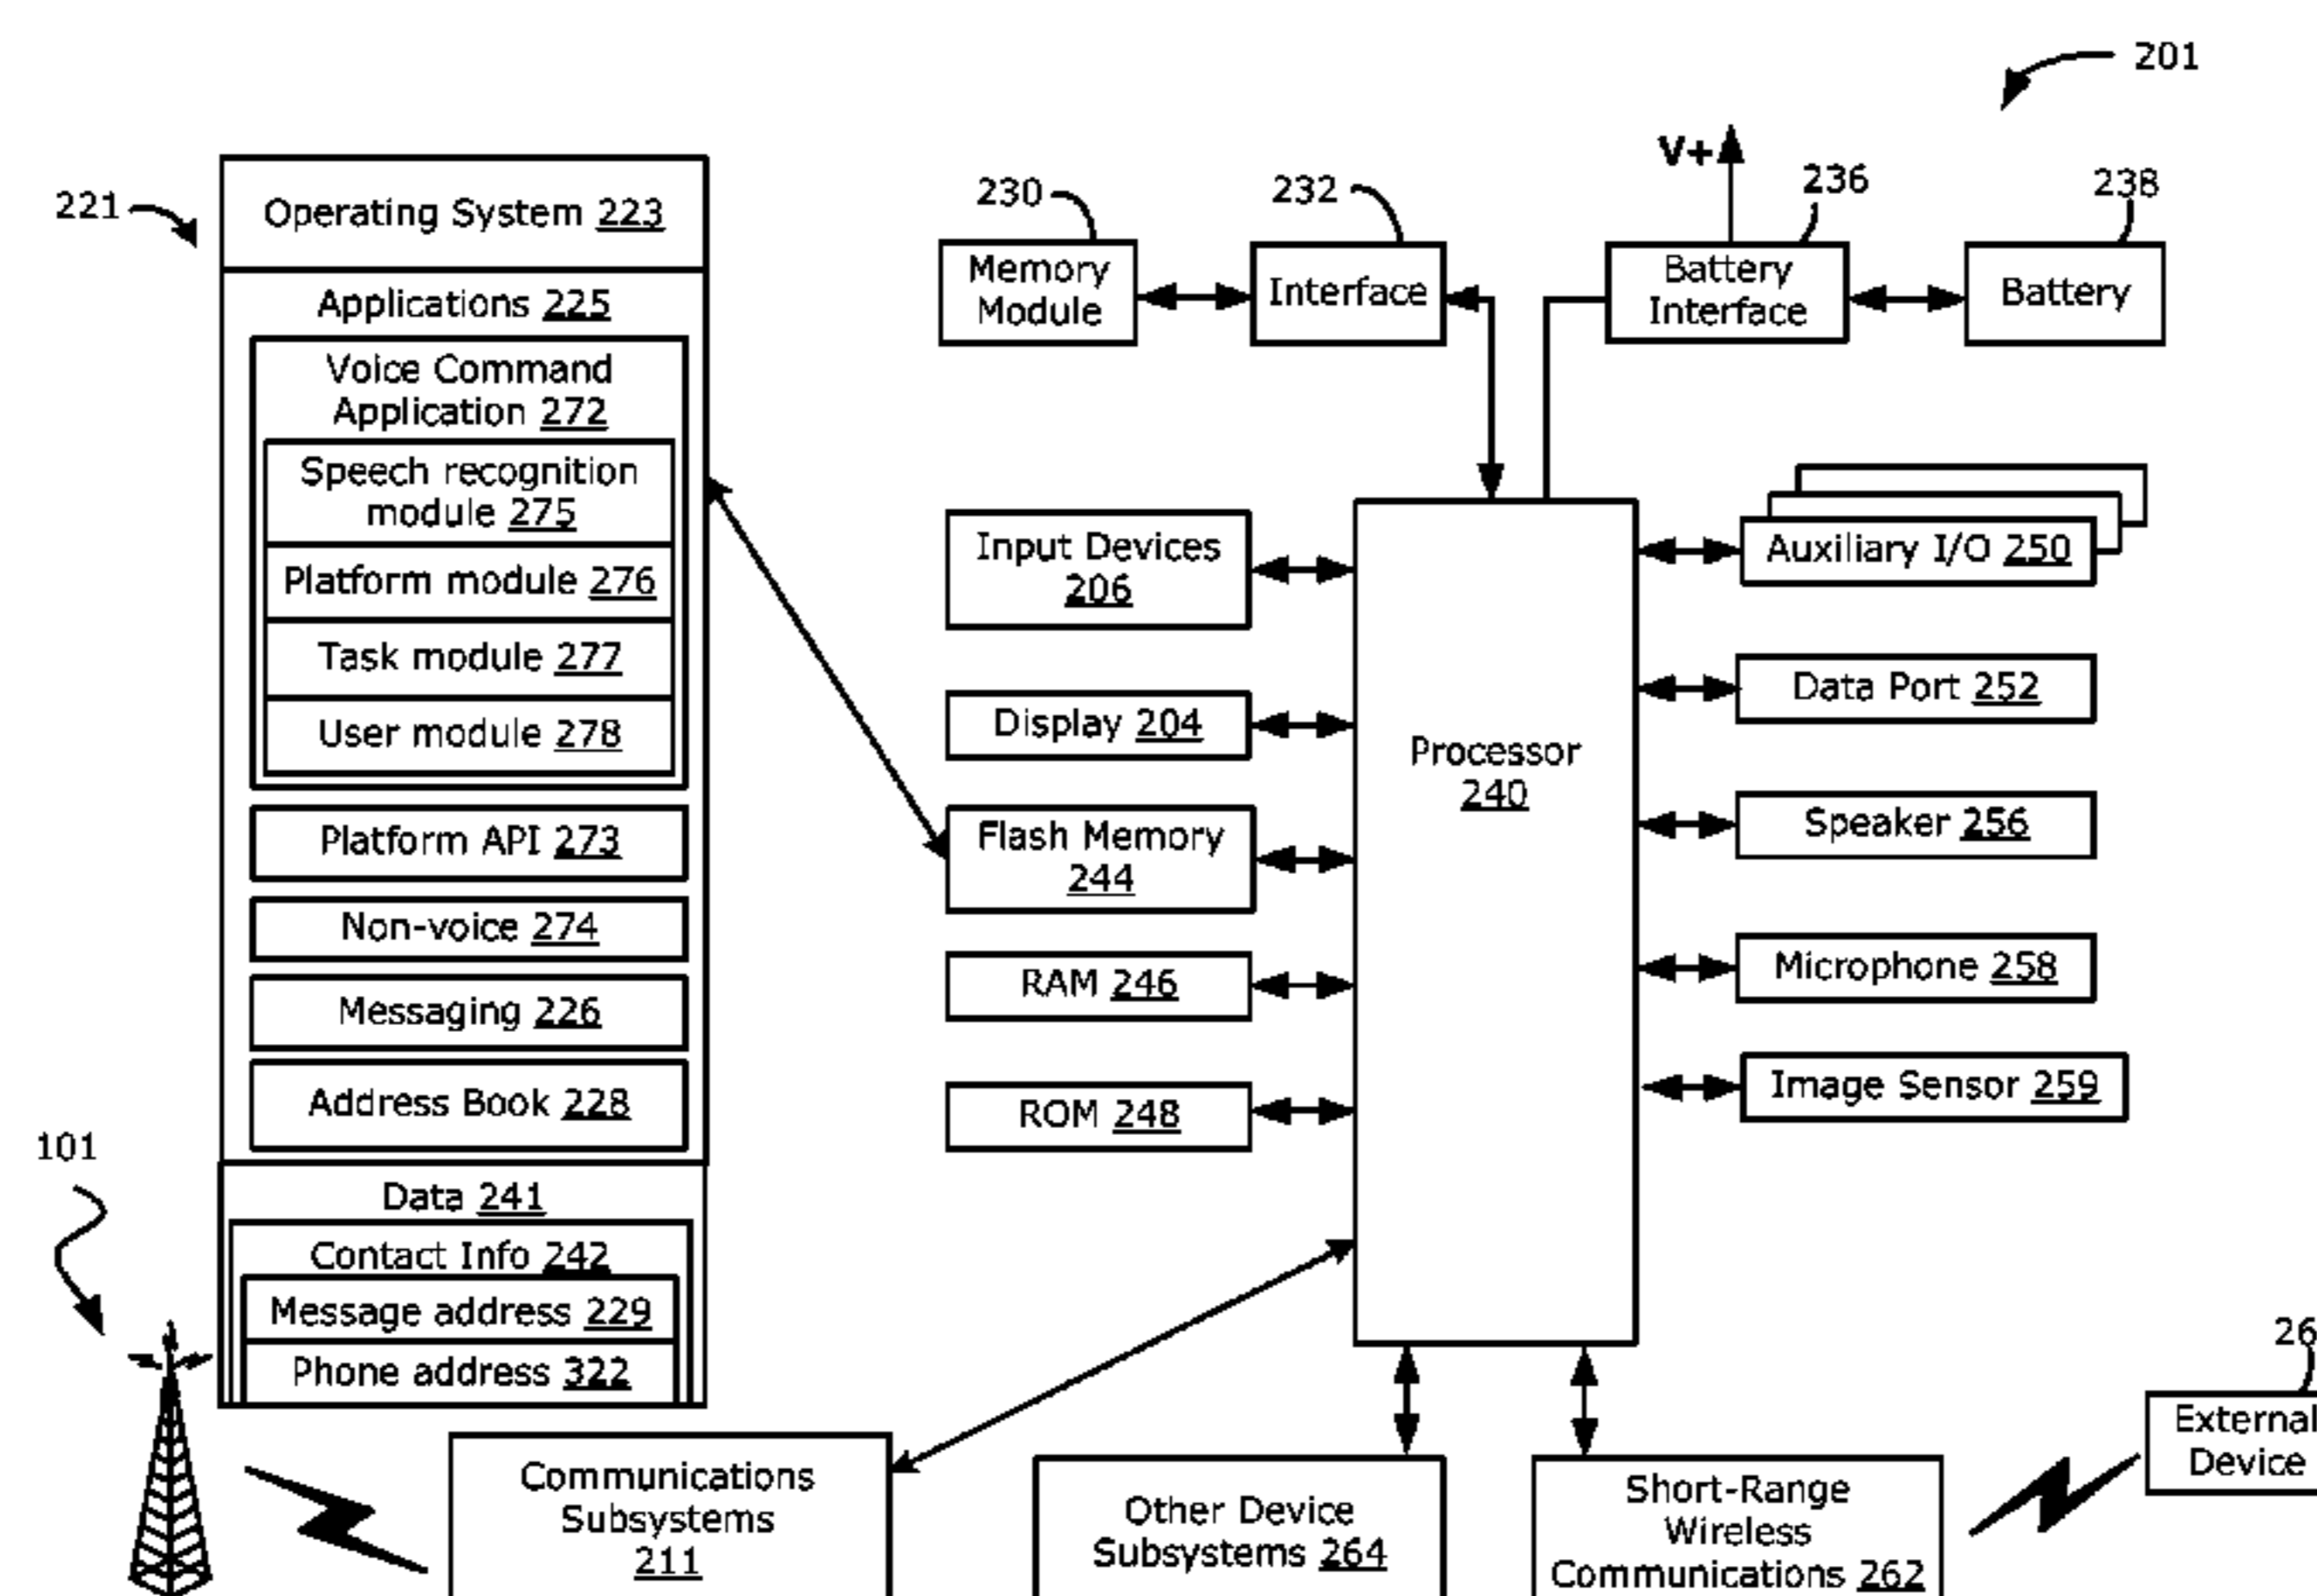 201
V+
221
230
232
236
238
Operating System 223
Applications 225
Voice Command
Application 272
Speech recognition
module 275
Platform module 276
Task module 277
User module 278
Platform API 273
Non-voice 274
Messaging 226
Address Book 228
101
Data 241
Contact Info 242
Message address 229
Phone address 322
Memory
Module
Interface
Battery
Interface
Battery
Input Devices
206
Display 204
Flash Memory
244
RAM 246
ROM 248
Processor
240
Auxiliary I/O 250
Data Port 252
Speaker 256
Microphone 258
Image Sensor 259
Communications
Subsystems
211
Other Device
Subsystems 264
Short-Range
Wireless
Communications 262
External
Device